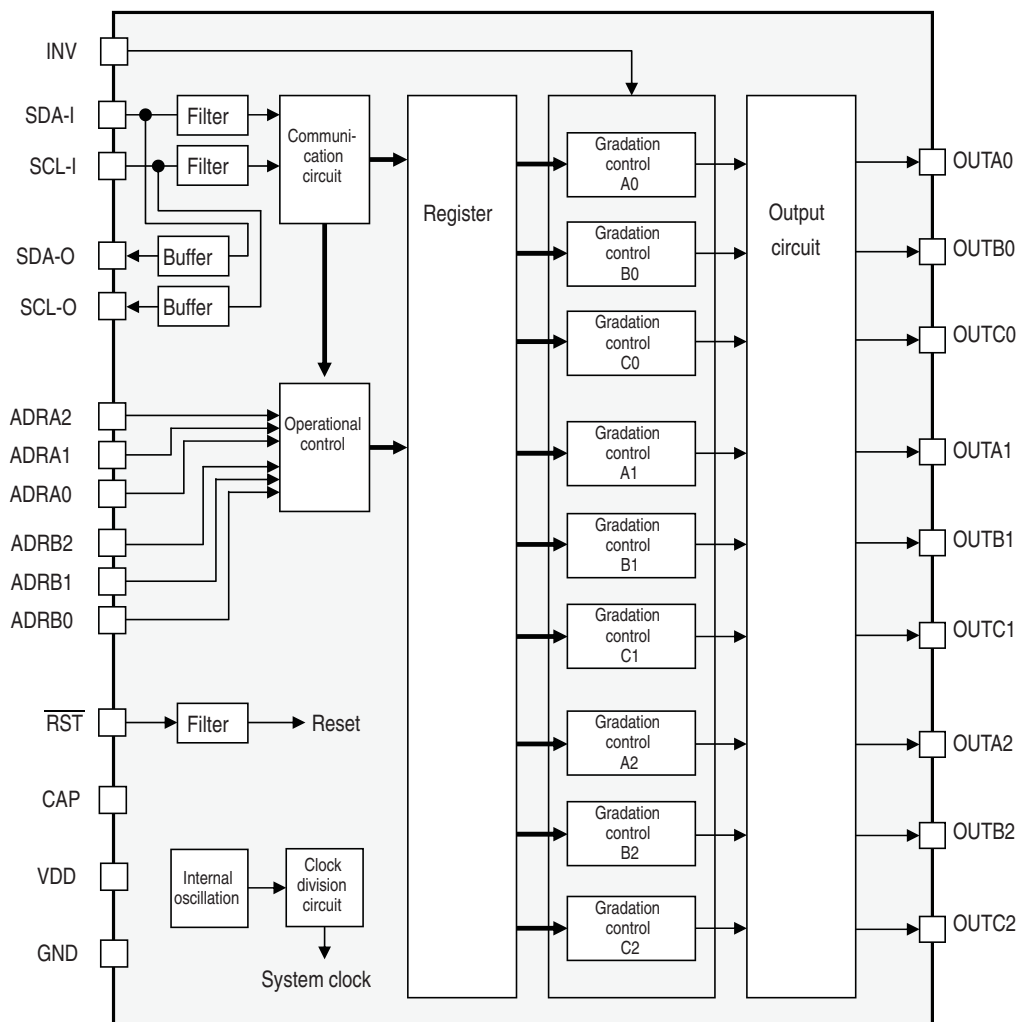 INV
SDA-I
SCL-I
SDA-O
SCL-O
ADRA2
ADRA1
ADRA0
ADRB2
ADRB1
ADRB0
RST
CAP
VDD
GND
Filter
Filter
Buffer
Buffer
Communi-
cation
circuit
Operational
control
Filter
Reset
Internal
oscillation
Clock
division
circuit
System clock
Register
Gradation
control
A0
Gradation
control
B0
Gradation
control
C0
Gradation
control
A1
Gradation
control
B1
Gradation
control
C1
Gradation
control
A2
Gradation
control
B2
Gradation
control
C2
Output
circuit
OUTA0
OUTB0
OUTC0
OUTA1
OUTB1
OUTC1
OUTA2
OUTB2
OUTC2